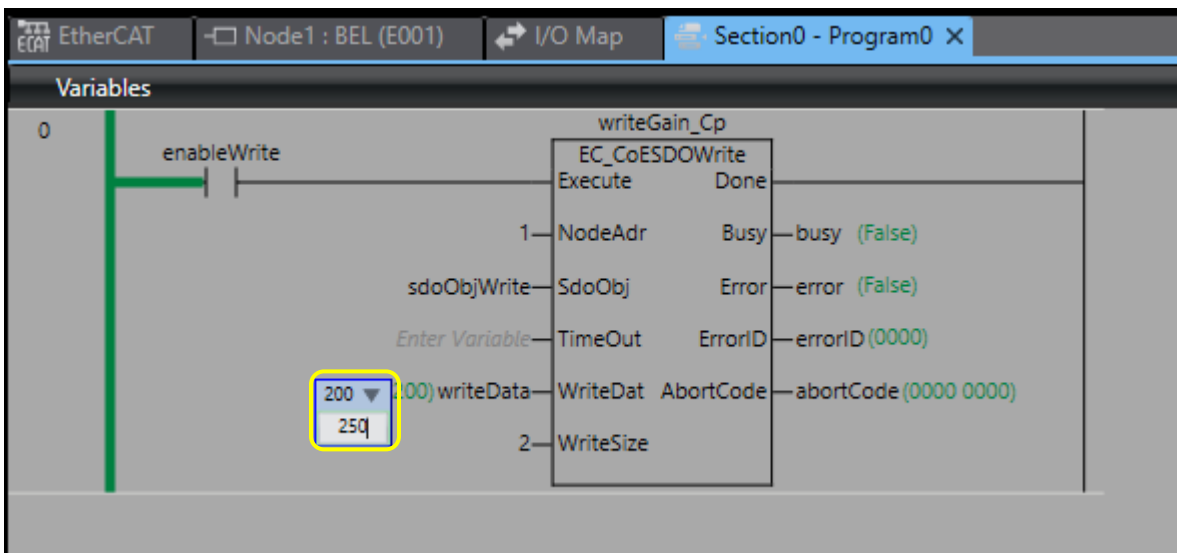 ECAT EtherCAT Node1 : BEL (E001) I/O Map Section0 - Program0 ×
Variables
0
writeGain_Cp
enableWrite
EC_CoESDOWrite
Execute Done
1 NodeAdr Busy busy (False)
sdoObjWrite SdoObj Error error (False)
Enter Variable TimeOut ErrorID errorID (0000)
200 00) writeData WriteDat AbortCode abortCode (0000 0000)
250
2 WriteSize